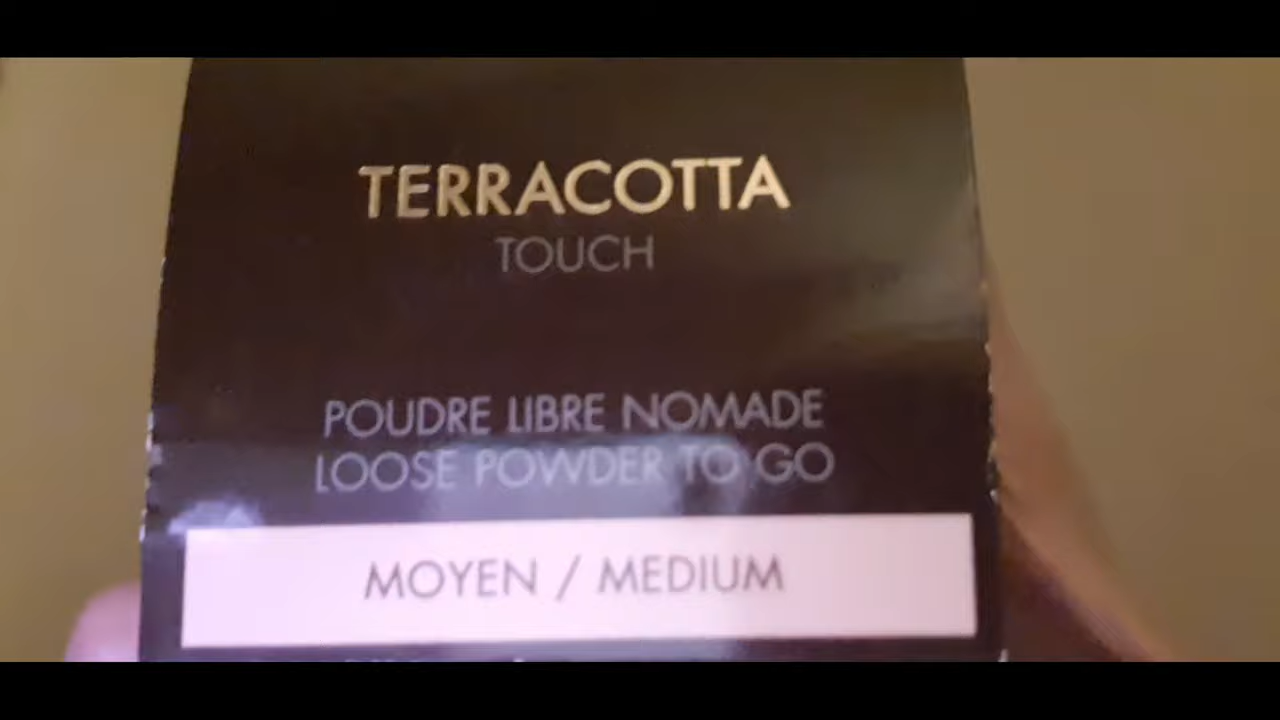 TERRACOTTA
TOUCH
POUDRE LIBRE NOMADE
LOOSE POWDER TO GO
MOYEN / MEDIUM